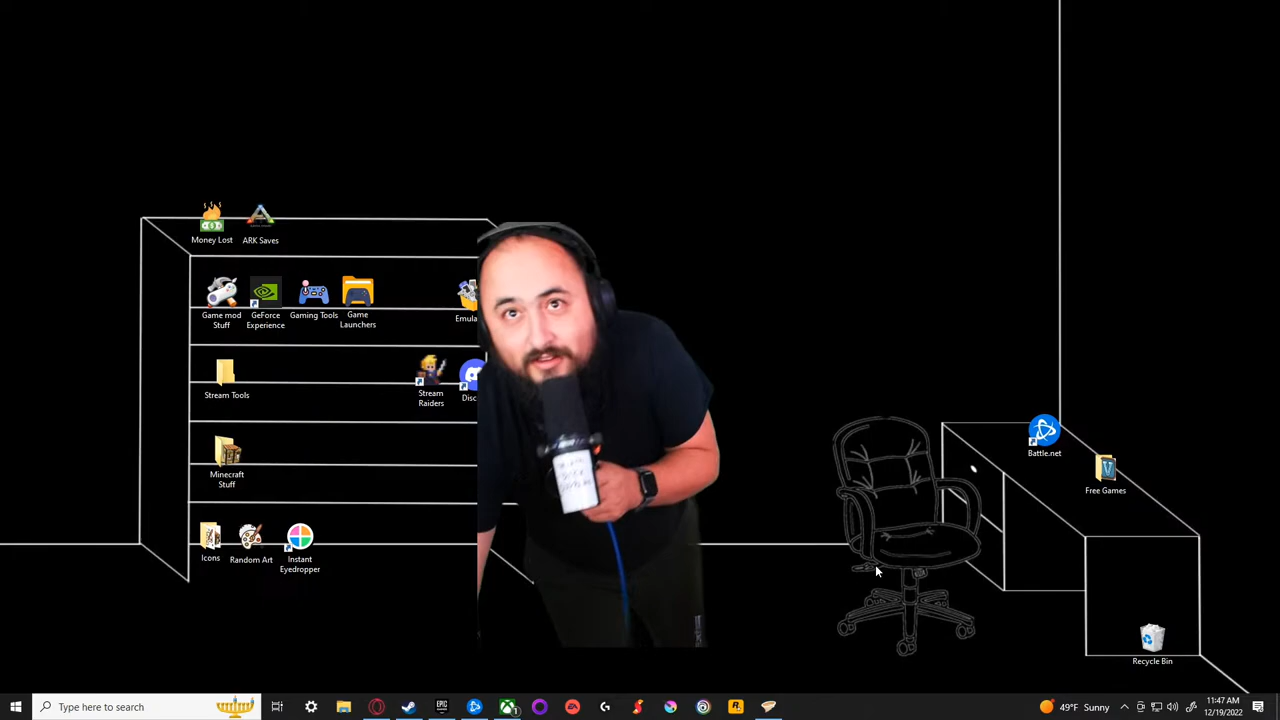 Money Lost
ARK Saves
Game mod
Stuff
GeForce
Experience
Gaming Tools
Game
Launchers
Emula
Stream Tools
Stream
Raiders
Disc
Minecraft
Stuff
Icons
Random Art
Instant
Eyedropper
Battle.net
Free Games
Recycle Bin
Type here to search
EPIC
EA
R
49°F Sunny
11:47 AM
12/19/2022